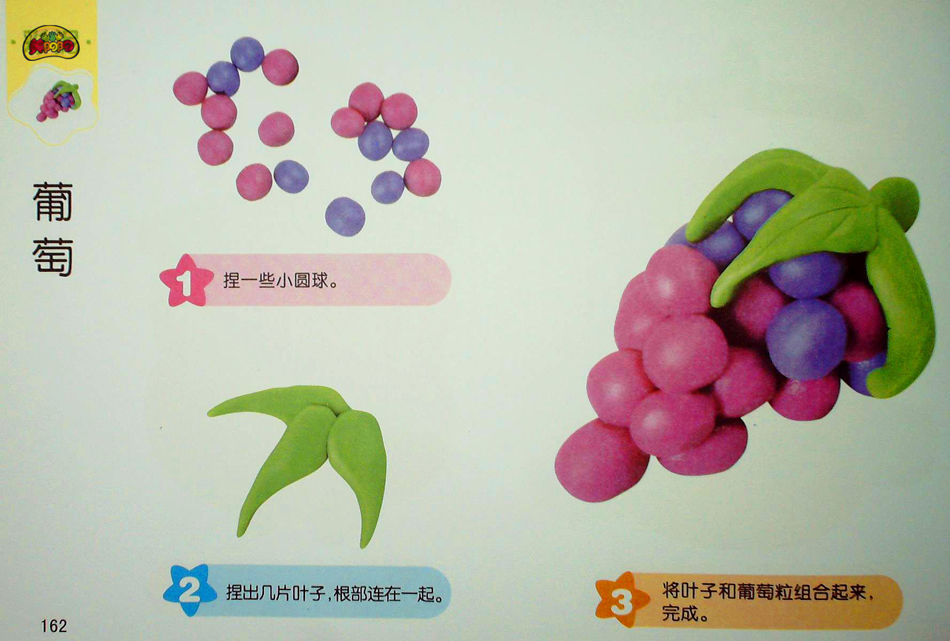 葡
萄
捏一些小圆球。
1
捏出几片叶子,根部连在一起。
2
将叶子和葡萄粒组合起来,
完成。
3
162